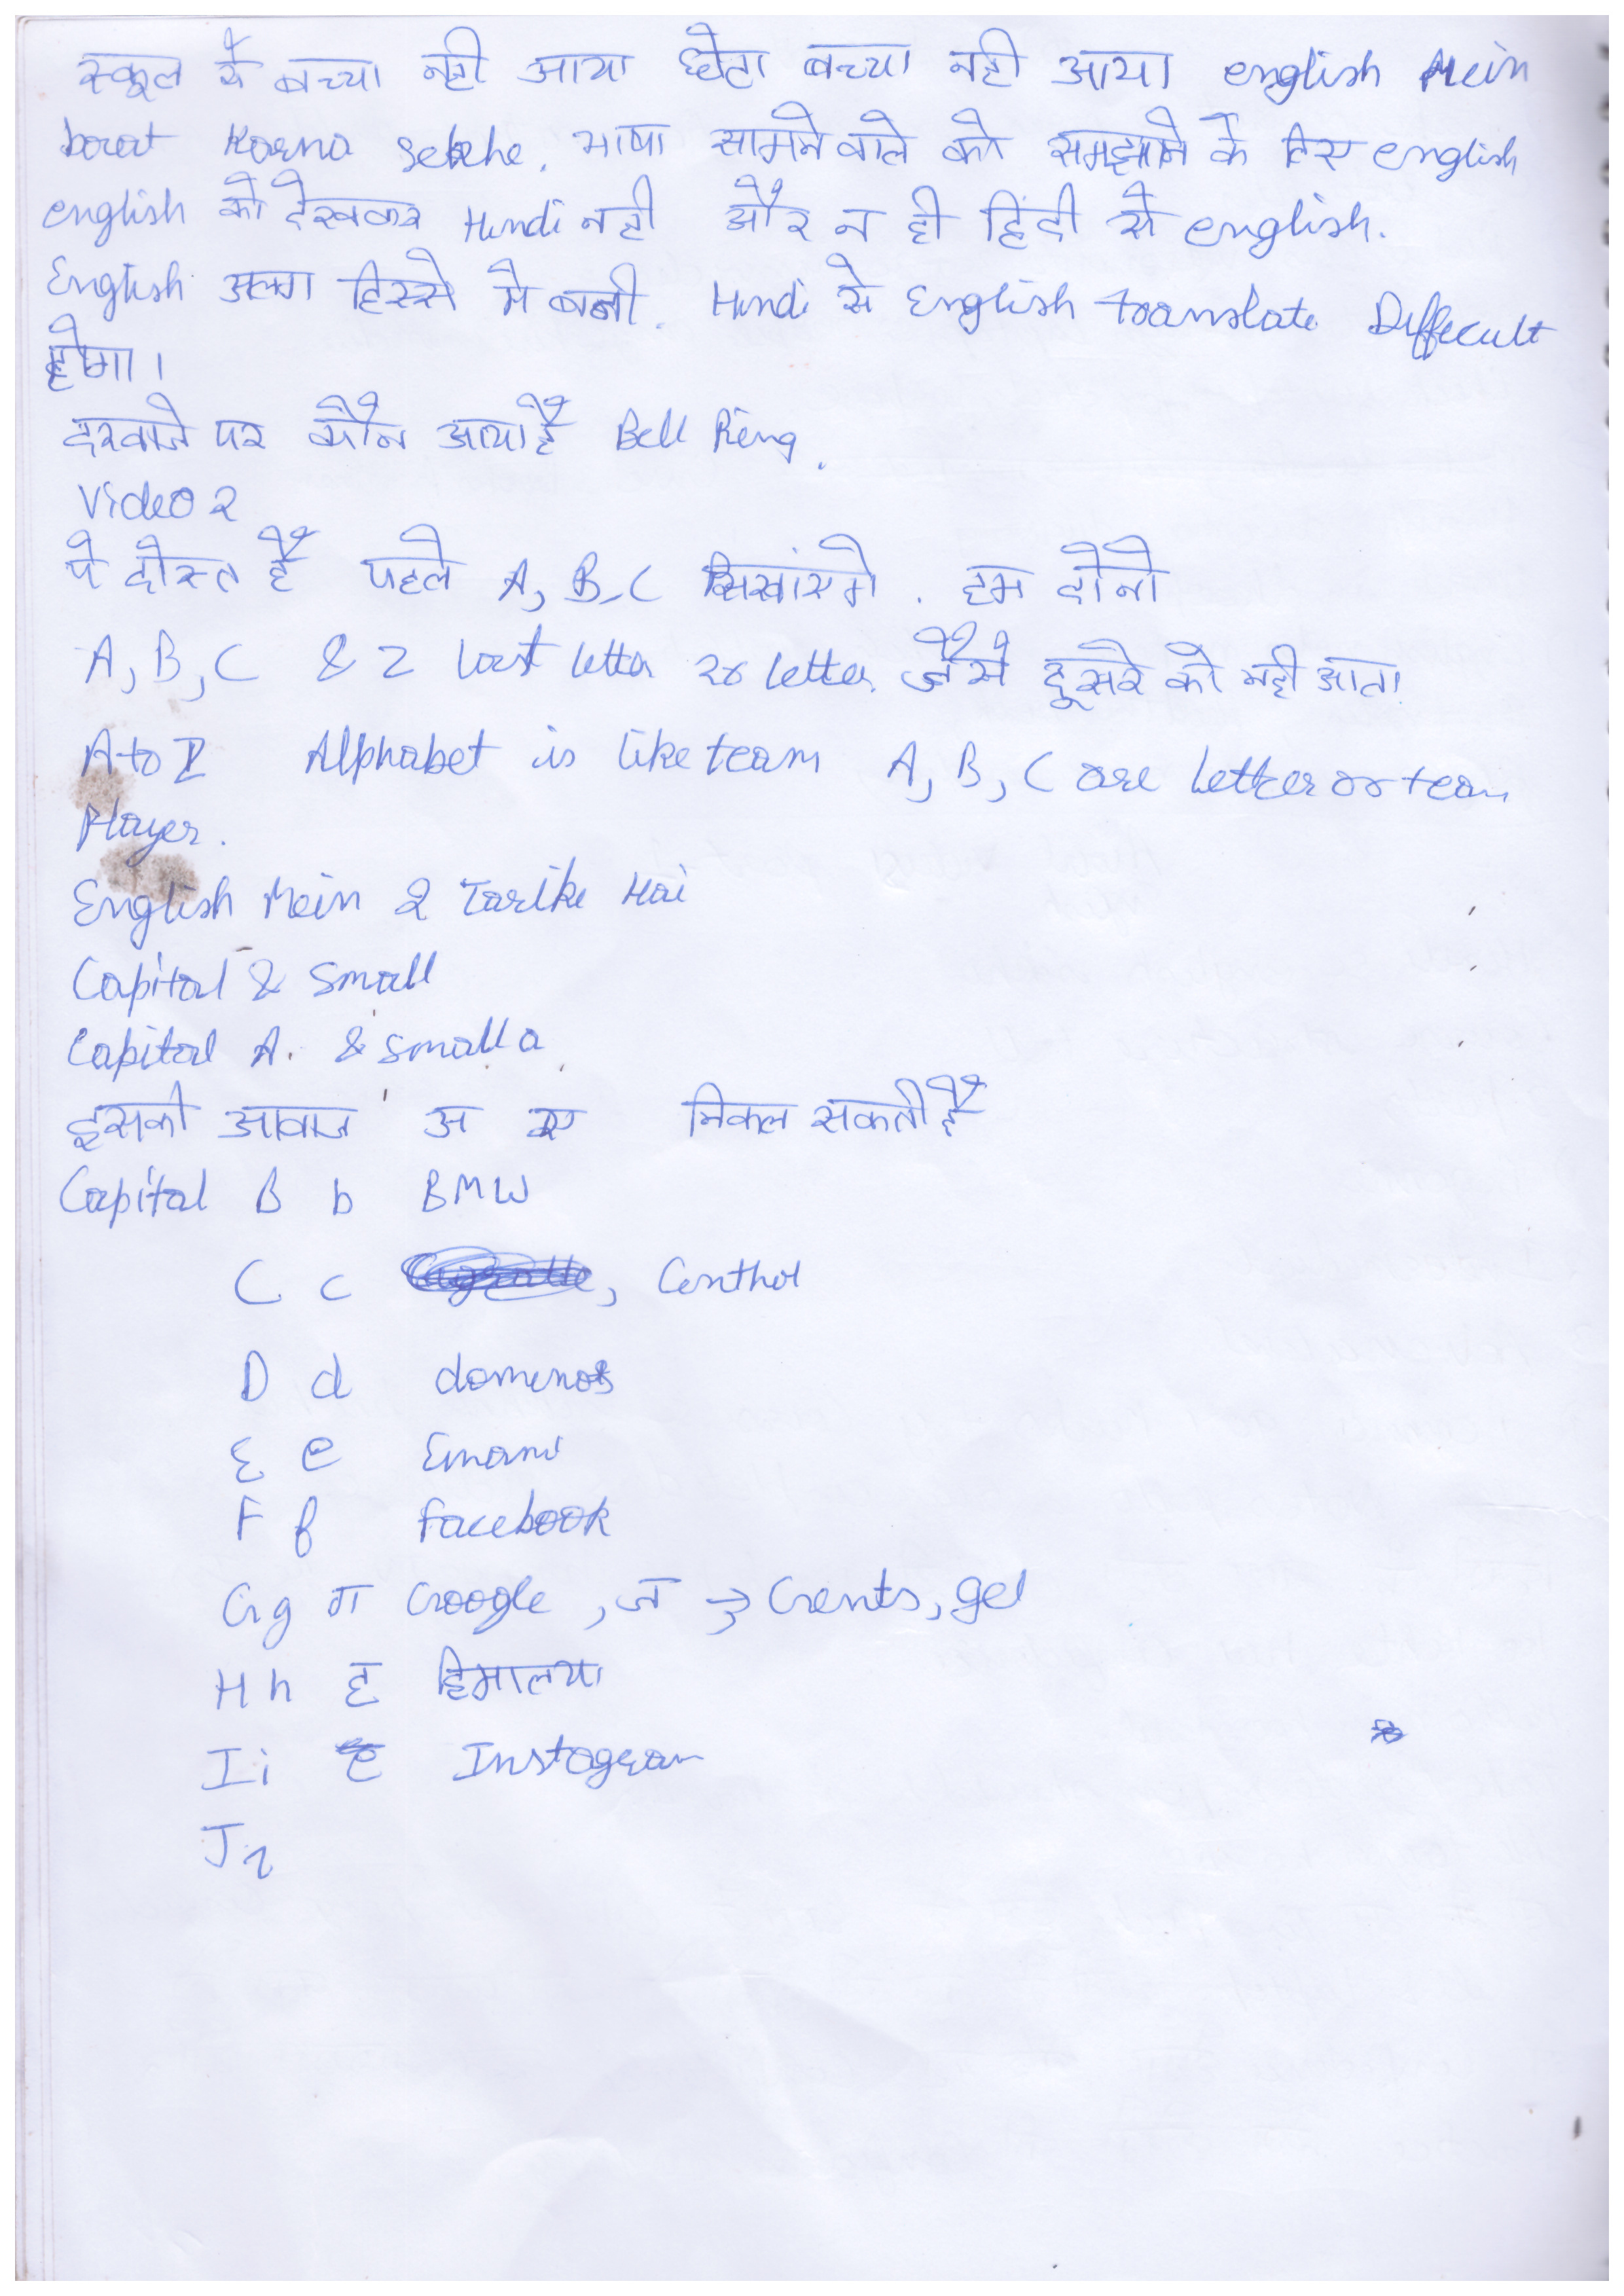 स्कूल से बच्चा नही आया छोटा बच्चा नही आया english Mein
baat Karna Seekhe. भाषा सामने वाले को समझाने के लिए english
english को देखकर Hindi नही और न ही हिंदी से english.
English अलग हिस्से मे बनी. Hindi से English translate Difficult
होगा।
दरवाजे पर कौन आया है Bell Ring.
Video 2
ये दोस्त है पहले A, B, C सिखांएगे . हम दोनो
A, B, C & Z last letter 26 letter जैसे दूसरे को नही आता
A to Z Alphabet is like team A, B, C are letter or team
Player.
English Mein 2 Tarike Hai
Capital & Small
Capital A. & small a
इसकी आवाज अ ए निकल सकती है
Capital B b BMW
C c , Cinthol
D d dominos
E e Emami
F f facebook
G g ग Google , ज → Gents, gel
H h ह हिमालया
I i Instagram
J